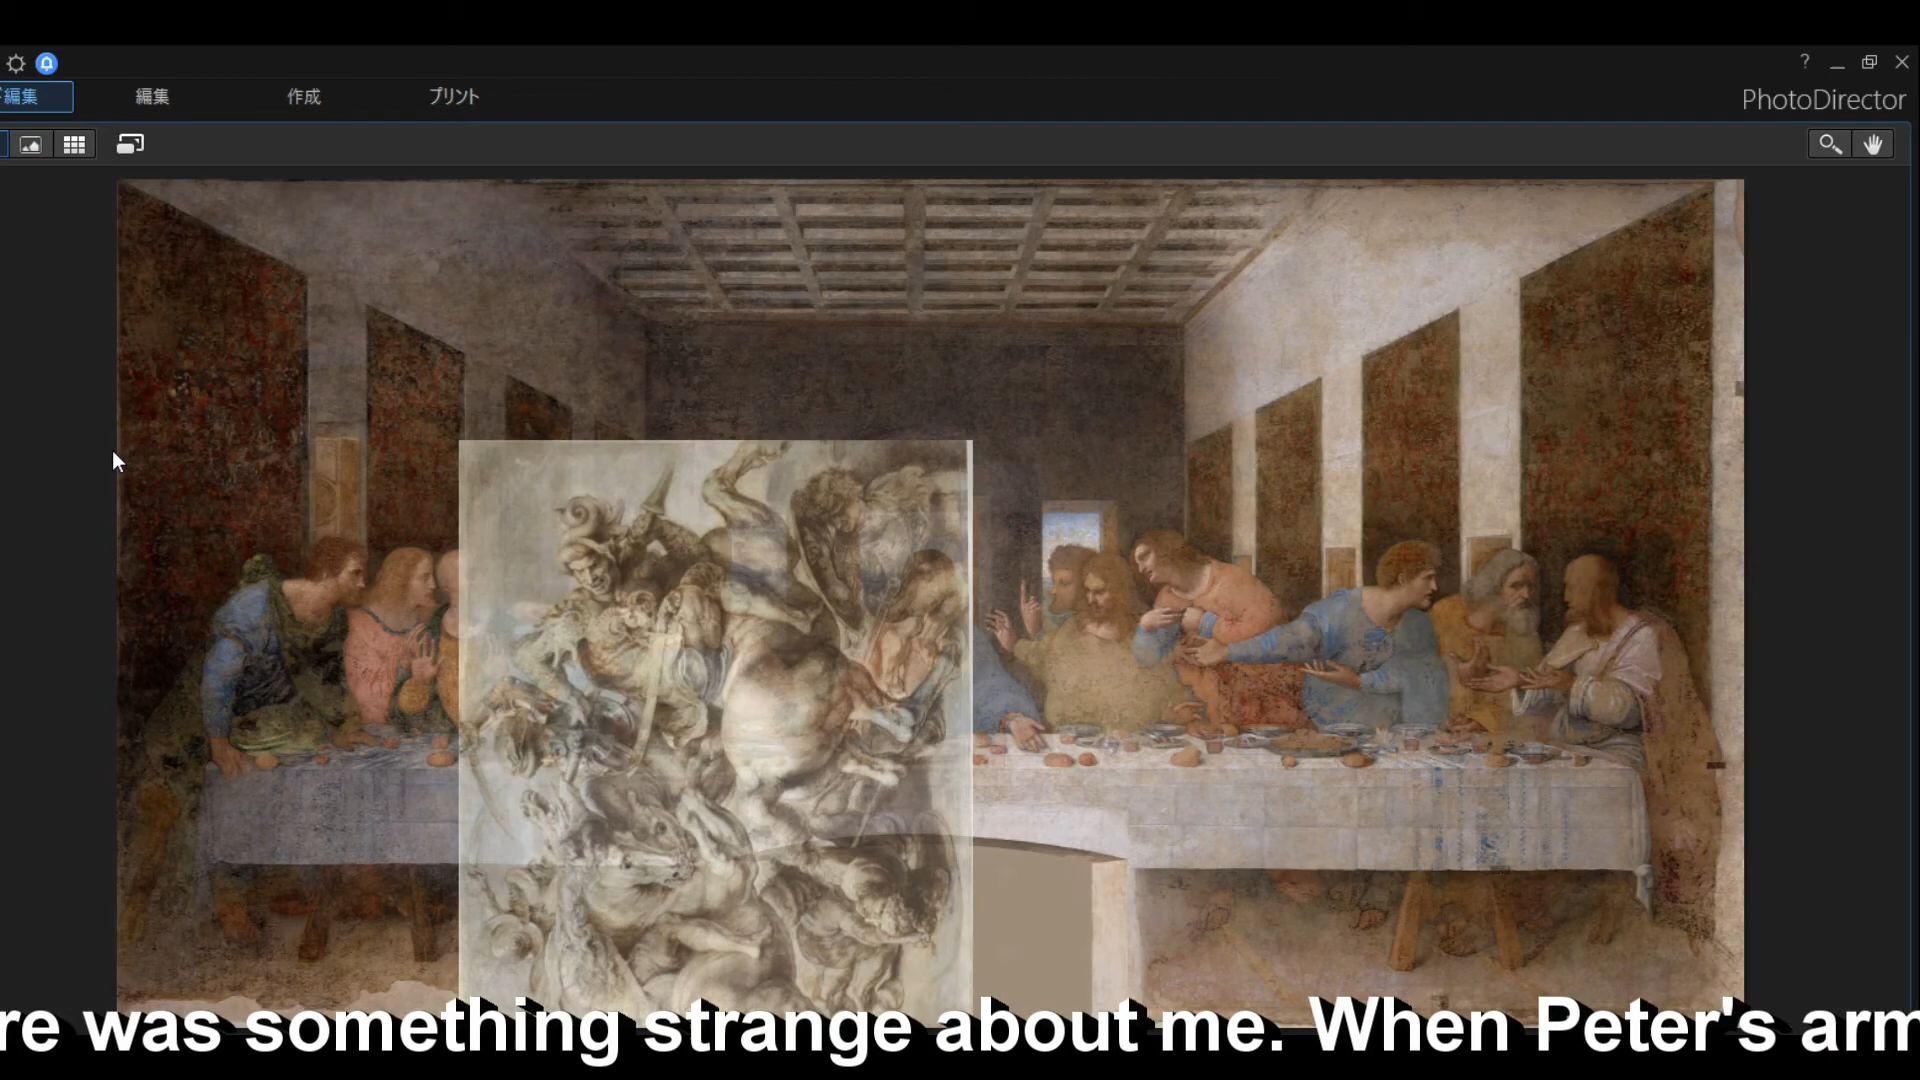 ?
編集
編集
作成
プリント
PhotoDirector
re was something strange about me. When Peter's arm